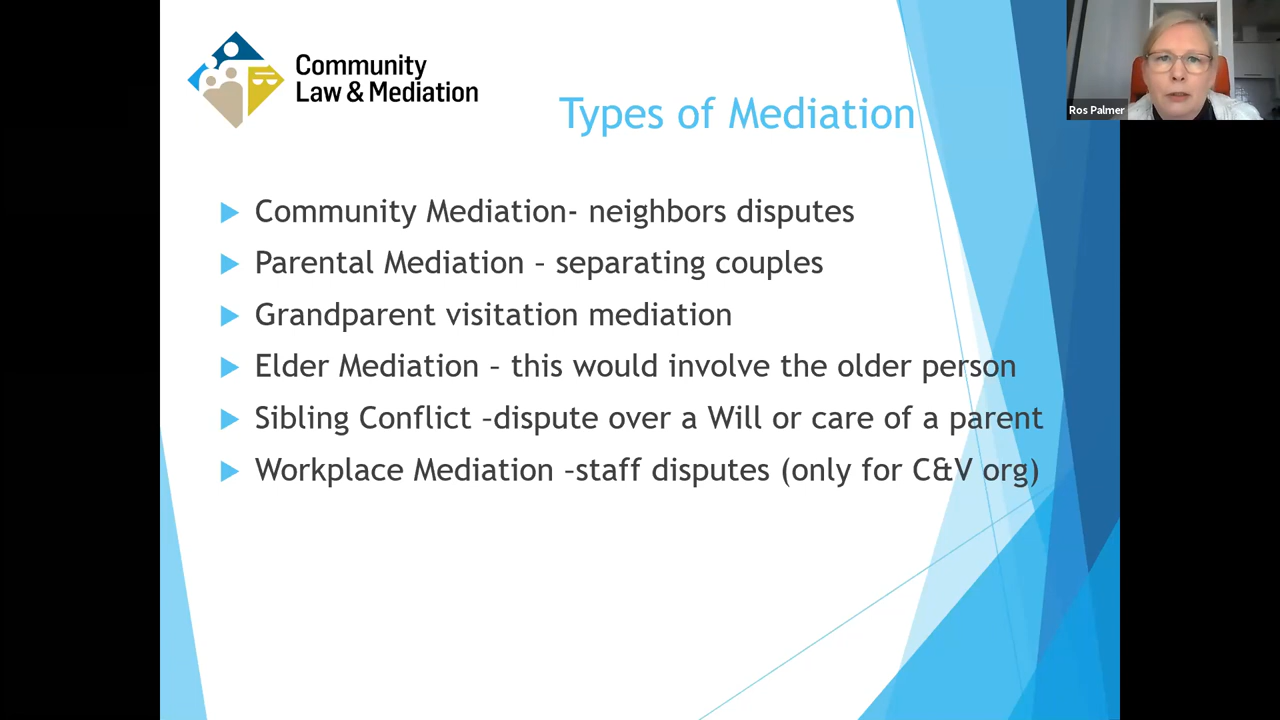 Community
Law & Mediation
Types of Mediation
Ros Palmer
Community Mediation- neighbors disputes
Parental Mediation – separating couples
Grandparent visitation mediation
Elder Mediation – this would involve the older person
Sibling Conflict –dispute over a Will or care of a parent
Workplace Mediation –staff disputes (only for C&V org)